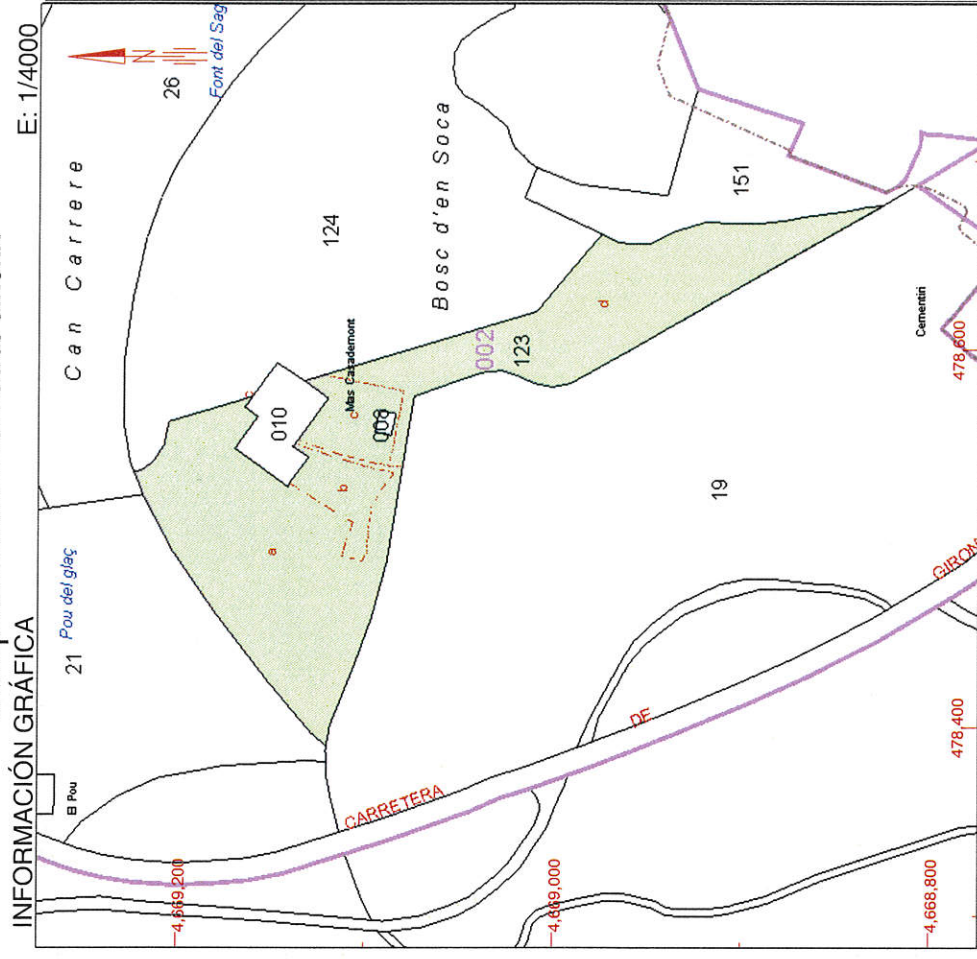 INFORMACIÓN GRÁFICA
E: 1/4000
Can Carrere
26
N
Font del Sag
21
Pou del glaç
124
Bosc d'en Soca
B Pou
010
c
Mas Casademont
a
b
c
008
002
123
d
151
19
Cementiri
CARRETERA
DE
GIRON
4,669,200
4,669,000
4,668,800
478,400
478,600